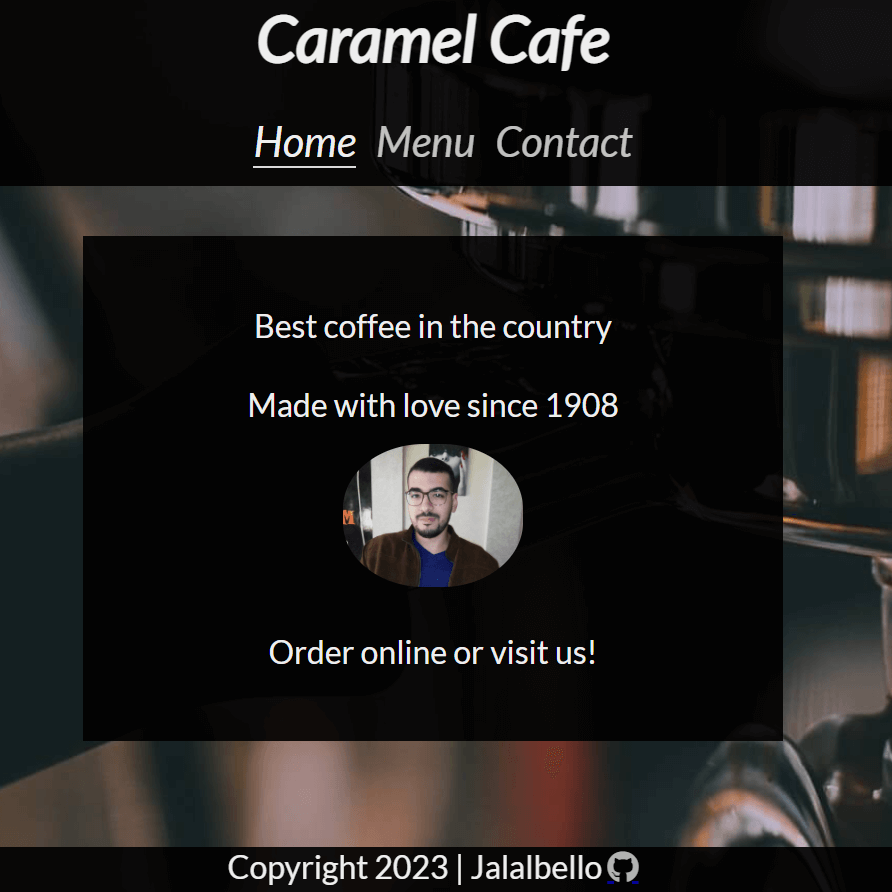 Caramel Cafe
Home Menu Contact
Best coffee in the country
Made with love since 1908
Order online or visit us!
Copyright 2023 | Jalalbello